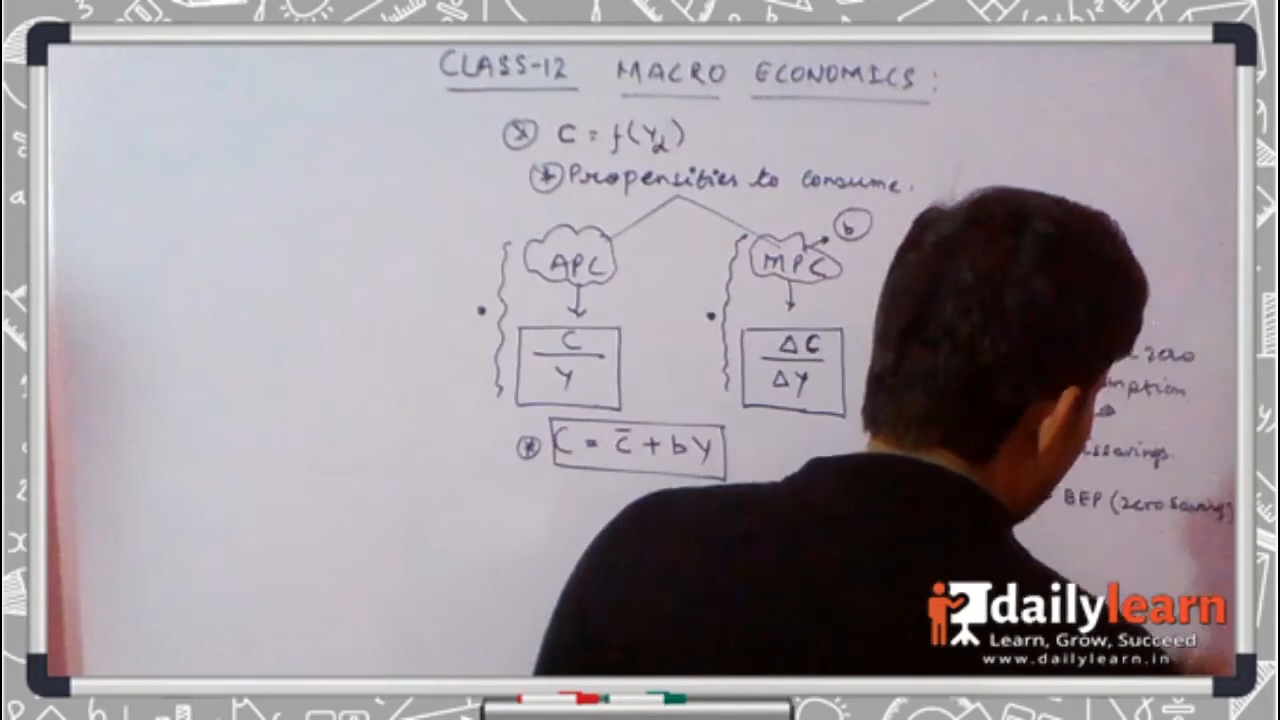 CLASS-12 MACRO ECONOMICS:
C = f(Yd)
Propensities to consume.
b
APC
MPC
C
Y
ΔC
ΔY
C = c̄ + bY
zero
BEP (zero saving)
dailylearn
Learn, Grow, Succeed
www.dailylearn.in